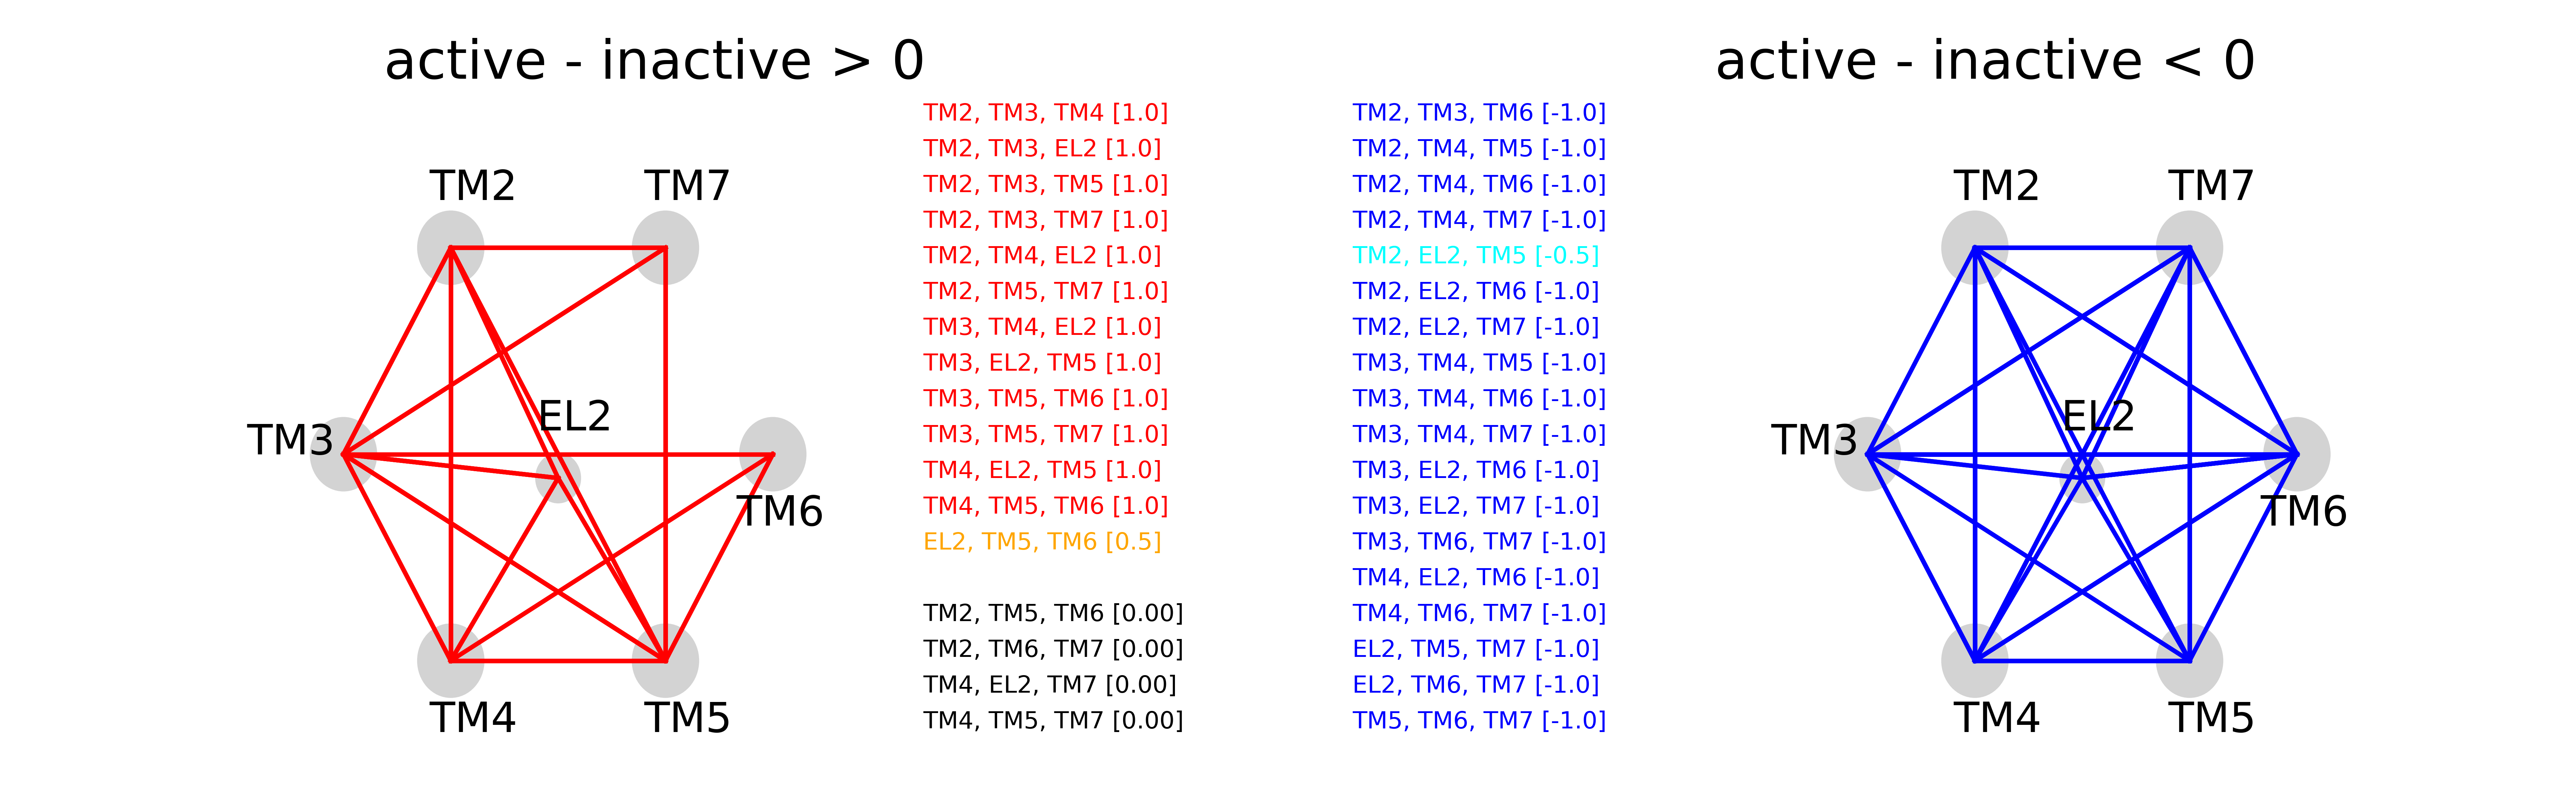 active - inactive > 0
TM2
TM7
EL2
TM3
TM6
TM4
TM5
TM2, TM3, TM4 [1.0]
TM2, TM3, EL2 [1.0]
TM2, TM3, TM5 [1.0]
TM2, TM3, TM7 [1.0]
TM2, TM4, EL2 [1.0]
TM2, TM5, TM7 [1.0]
TM3, TM4, EL2 [1.0]
TM3, EL2, TM5 [1.0]
TM3, TM5, TM6 [1.0]
TM3, TM5, TM7 [1.0]
TM4, EL2, TM5 [1.0]
TM4, TM5, TM6 [1.0]
EL2, TM5, TM6 [0.5]
TM2, TM5, TM6 [0.00]
TM2, TM6, TM7 [0.00]
TM4, EL2, TM7 [0.00]
TM4, TM5, TM7 [0.00]
TM2, TM3, TM6 [-1.0]
TM2, TM4, TM5 [-1.0]
TM2, TM4, TM6 [-1.0]
TM2, TM4, TM7 [-1.0]
TM2, EL2, TM5 [-0.5]
TM2, EL2, TM6 [-1.0]
TM2, EL2, TM7 [-1.0]
TM3, TM4, TM5 [-1.0]
TM3, TM4, TM6 [-1.0]
TM3, TM4, TM7 [-1.0]
TM3, EL2, TM6 [-1.0]
TM3, EL2, TM7 [-1.0]
TM3, TM6, TM7 [-1.0]
TM4, EL2, TM6 [-1.0]
TM4, TM6, TM7 [-1.0]
EL2, TM5, TM7 [-1.0]
EL2, TM6, TM7 [-1.0]
TM5, TM6, TM7 [-1.0]
active - inactive < 0
TM2
TM7
EL2
TM3
TM6
TM4
TM5